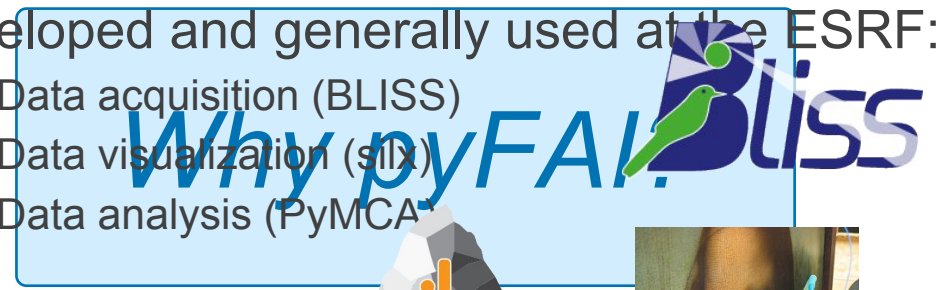 eloped and generally used at the ESRF:
Data acquisition (BLISS)
Data visualization (silx)
Data analysis (PyMCA)
Why pyFAI:
Bliss